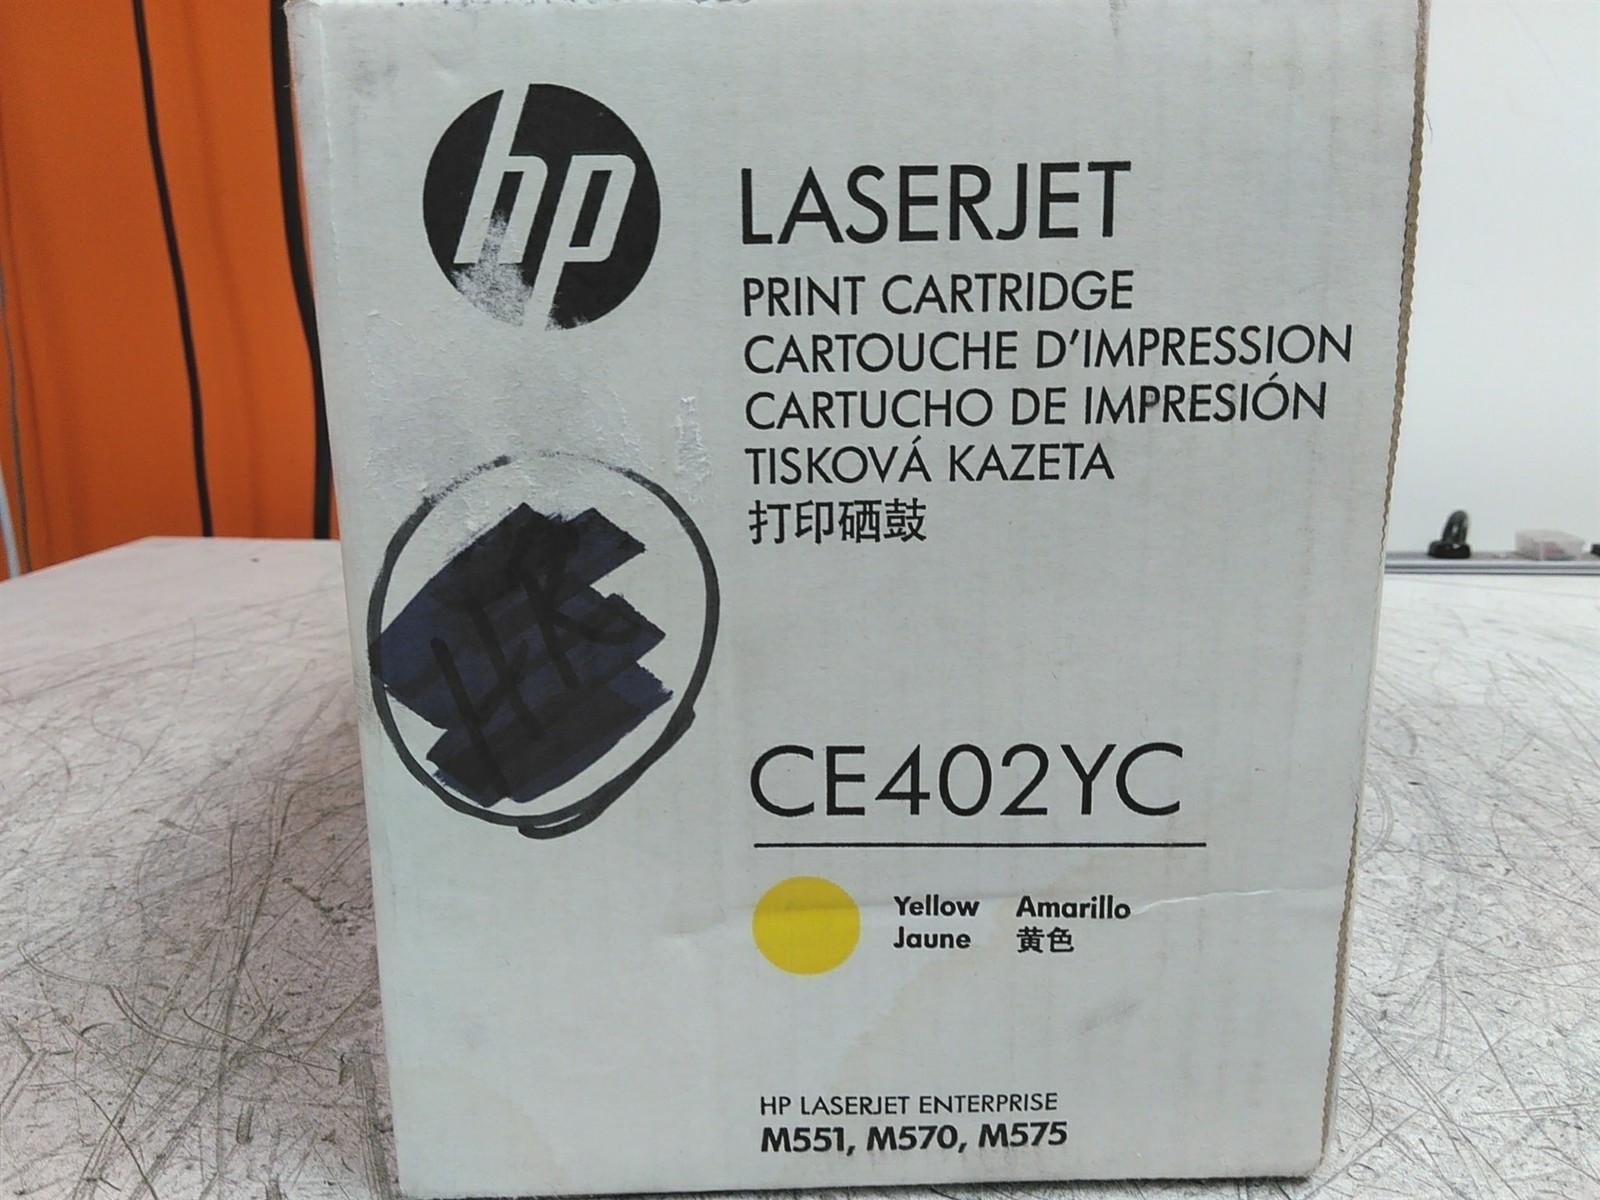 hp
LASERJET
PRINT CARTRIDGE
CARTOUCHE D'IMPRESSION
CARTUCHO DE IMPRESIÓN
TISKOVÁ KAZETA
打印硒鼓
CE402YC
Yellow Amarillo
Jaune 黄色
HP LASERJET ENTERPRISE
M551, M570, M575